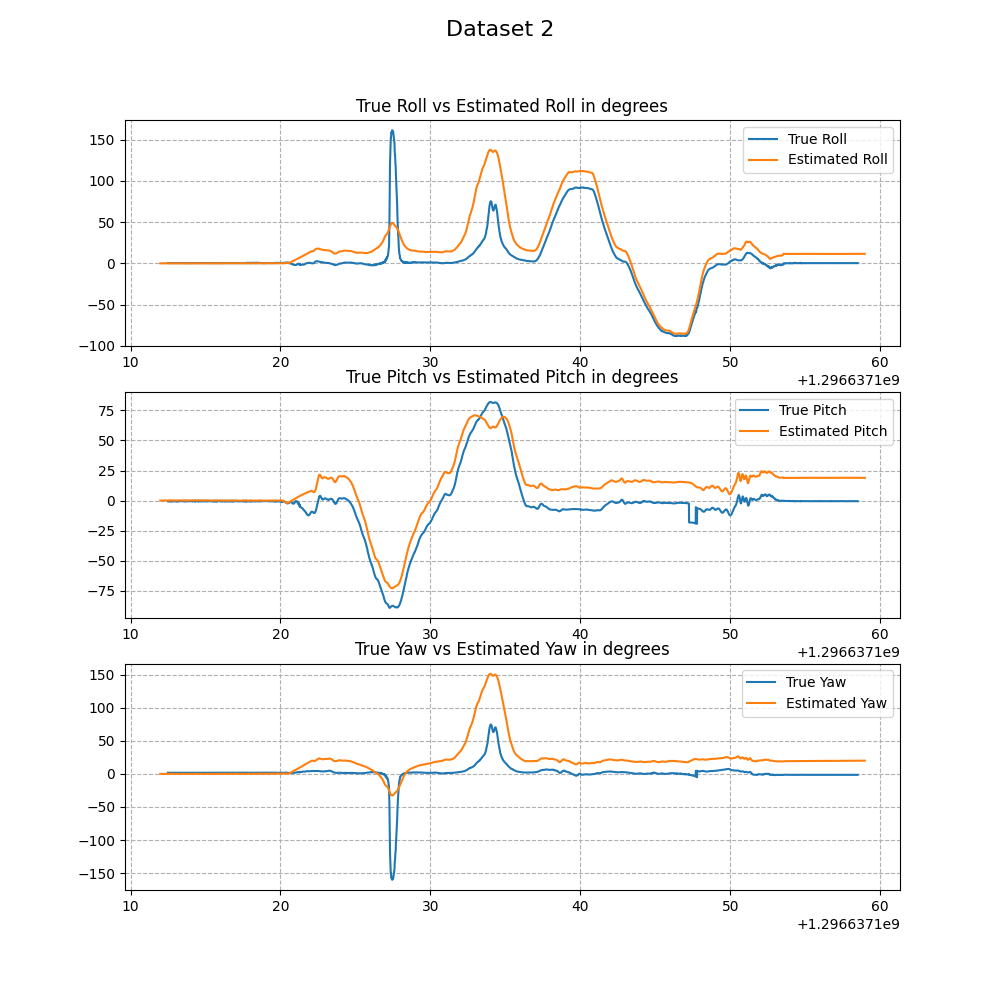 Dataset 2
True Roll vs Estimated Roll in degrees
150
100
50
0
−50
−100
True Roll
Estimated Roll
10 20 30 40 50 60
+1.2966371e9
True Pitch vs Estimated Pitch in degrees
75
50
25
0
−25
−50
−75
True Pitch
Estimated Pitch
10 20 30 40 50 60
+1.2966371e9
True Yaw vs Estimated Yaw in degrees
150
100
50
0
−50
−100
−150
True Yaw
Estimated Yaw
10 20 30 40 50 60
+1.2966371e9